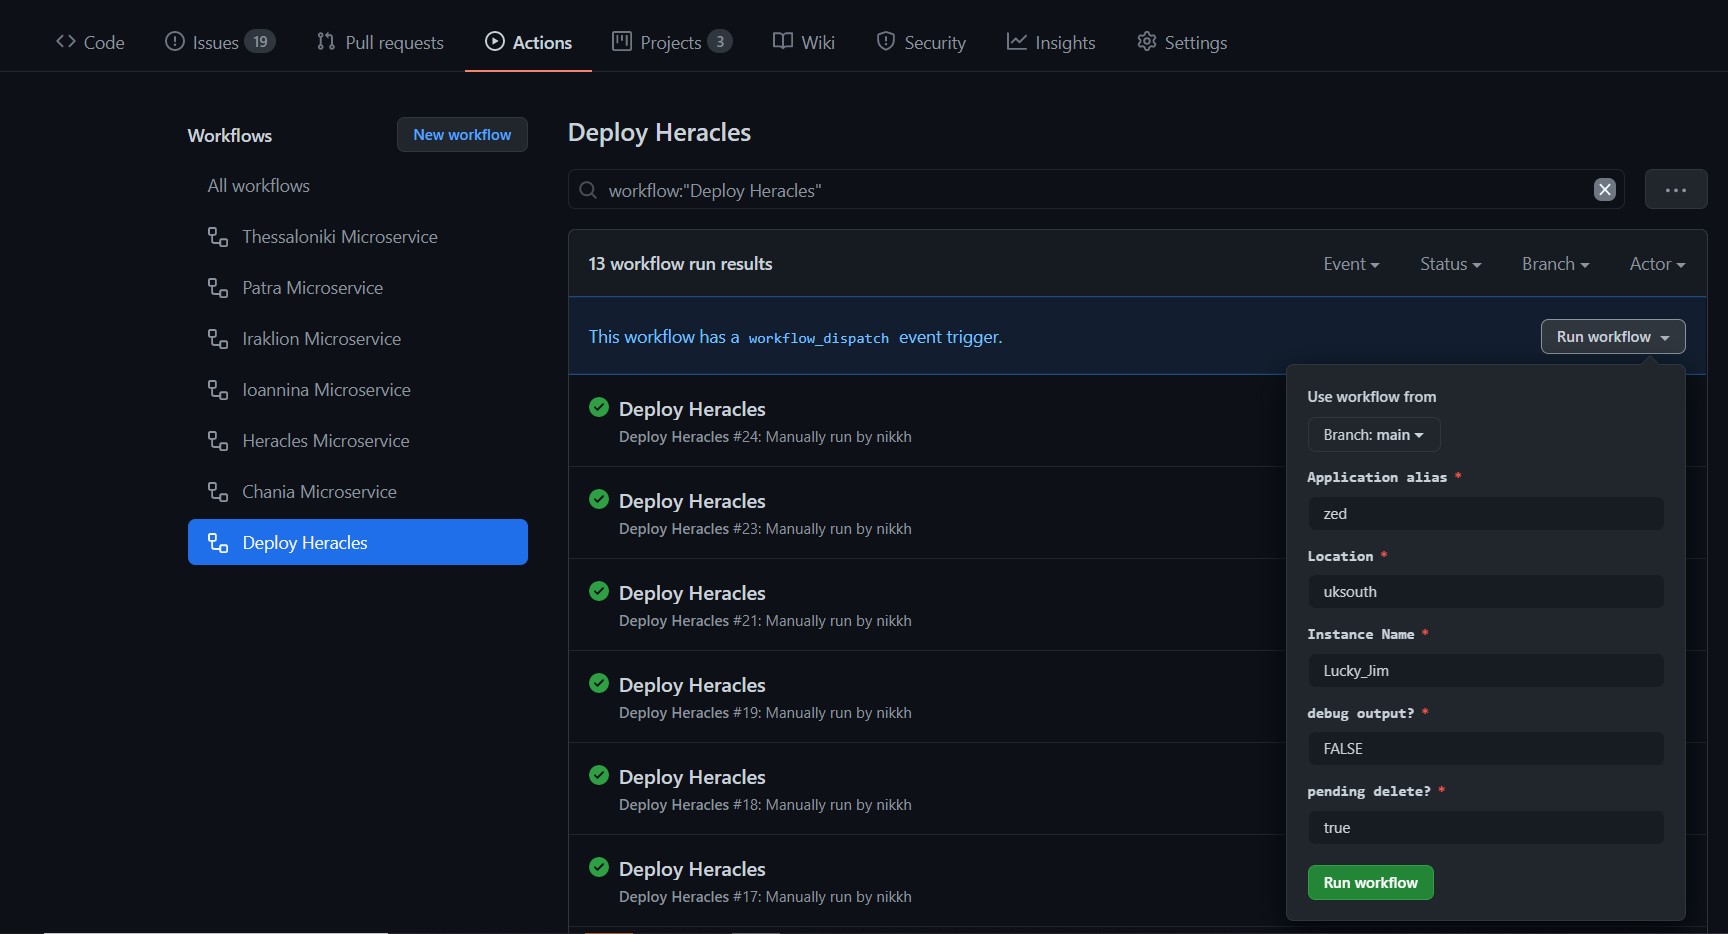 Code Issues 19 Pull requests Actions Projects 3 Wiki Security Insights Settings
Workflows
New workflow
All workflows
Thessaloniki Microservice
Patra Microservice
Iraklion Microservice
Ioannina Microservice
Heracles Microservice
Chania Microservice
Deploy Heracles
Deploy Heracles
workflow:"Deploy Heracles"
13 workflow run results
Event Status Branch Actor
This workflow has a workflow_dispatch event trigger.
Run workflow
Deploy Heracles
Deploy Heracles #24: Manually run by nikkh
Deploy Heracles
Deploy Heracles #23: Manually run by nikkh
Deploy Heracles
Deploy Heracles #21: Manually run by nikkh
Deploy Heracles
Deploy Heracles #19: Manually run by nikkh
Deploy Heracles
Deploy Heracles #18: Manually run by nikkh
Deploy Heracles
Deploy Heracles #17: Manually run by nikkh
Use workflow from
Branch: main
Application alias *
zed
Location *
uksouth
Instance Name *
Lucky_Jim
debug output? *
FALSE
pending delete? *
true
Run workflow